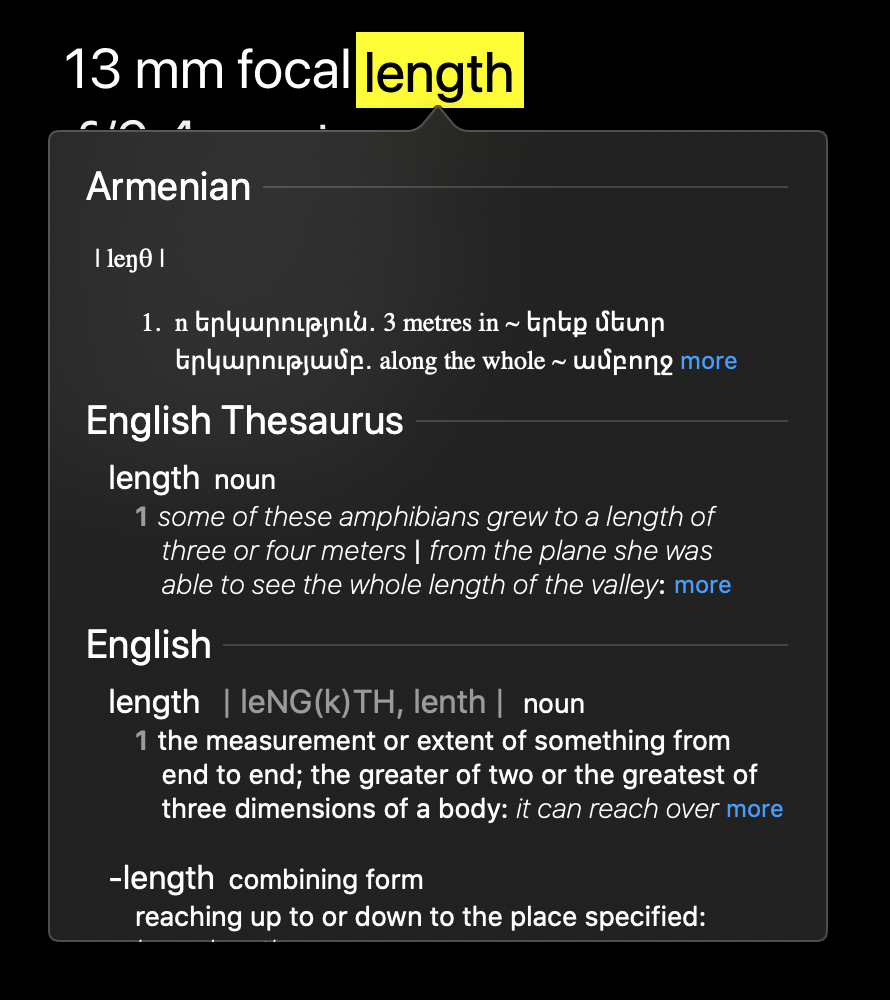 13 mm focal length
Armenian
| leŋθ |
1. n երկարություն. 3 metres in ~ երեք մետր
երկարությամբ. along the whole ~ ամբողջ more
English Thesaurus
length noun
1 some of these amphibians grew to a length of
three or four meters | from the plane she was
able to see the whole length of the valley: more
English
length | leNG(k)TH, lenth | noun
1 the measurement or extent of something from
end to end; the greater of two or the greatest of
three dimensions of a body: it can reach over more
-length combining form
reaching up to or down to the place specified: